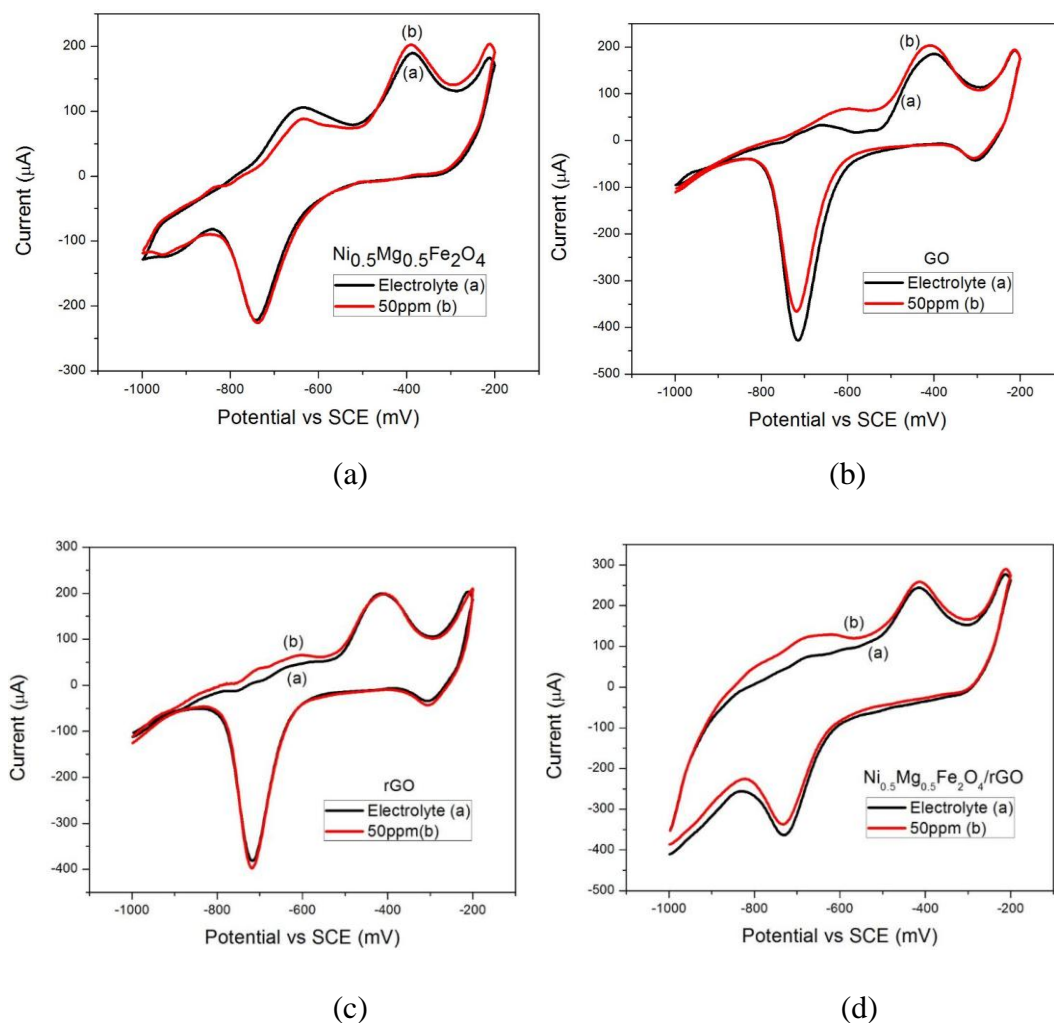 (b)
(a)
Ni0.5Mg0.5Fe2O4
Electrolyte (a)
50ppm (b)
Current (μA)
200
100
0
-100
-200
-300
-1000
-800
-600
-400
-200
Potential vs SCE (mV)
(a)
(b)
(a)
GO
Electrolyte (a)
50ppm (b)
Current (μA)
200
100
0
-100
-200
-300
-400
-500
-1000
-800
-600
-400
-200
Potential vs SCE (mV)
(b)
(b)
(a)
rGO
Electrolyte (a)
50ppm(b)
Current (μA)
300
200
100
0
-100
-200
-300
-400
-1000
-800
-600
-400
-200
Potential vs SCE (mV)
(c)
(b)
(a)
Ni0.5Mg0.5Fe2O4/rGO
Electrolyte (a)
50ppm (b)
Current (μA)
300
200
100
0
-100
-200
-300
-400
-500
-1000
-800
-600
-400
-200
Potential vs SCE (mV)
(d)